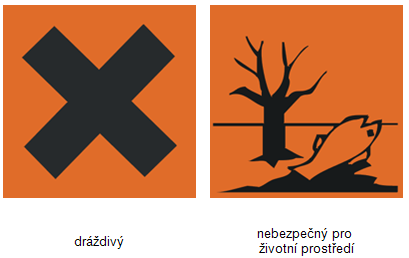 dráždivý
nebezpečný pro
životní prostředí